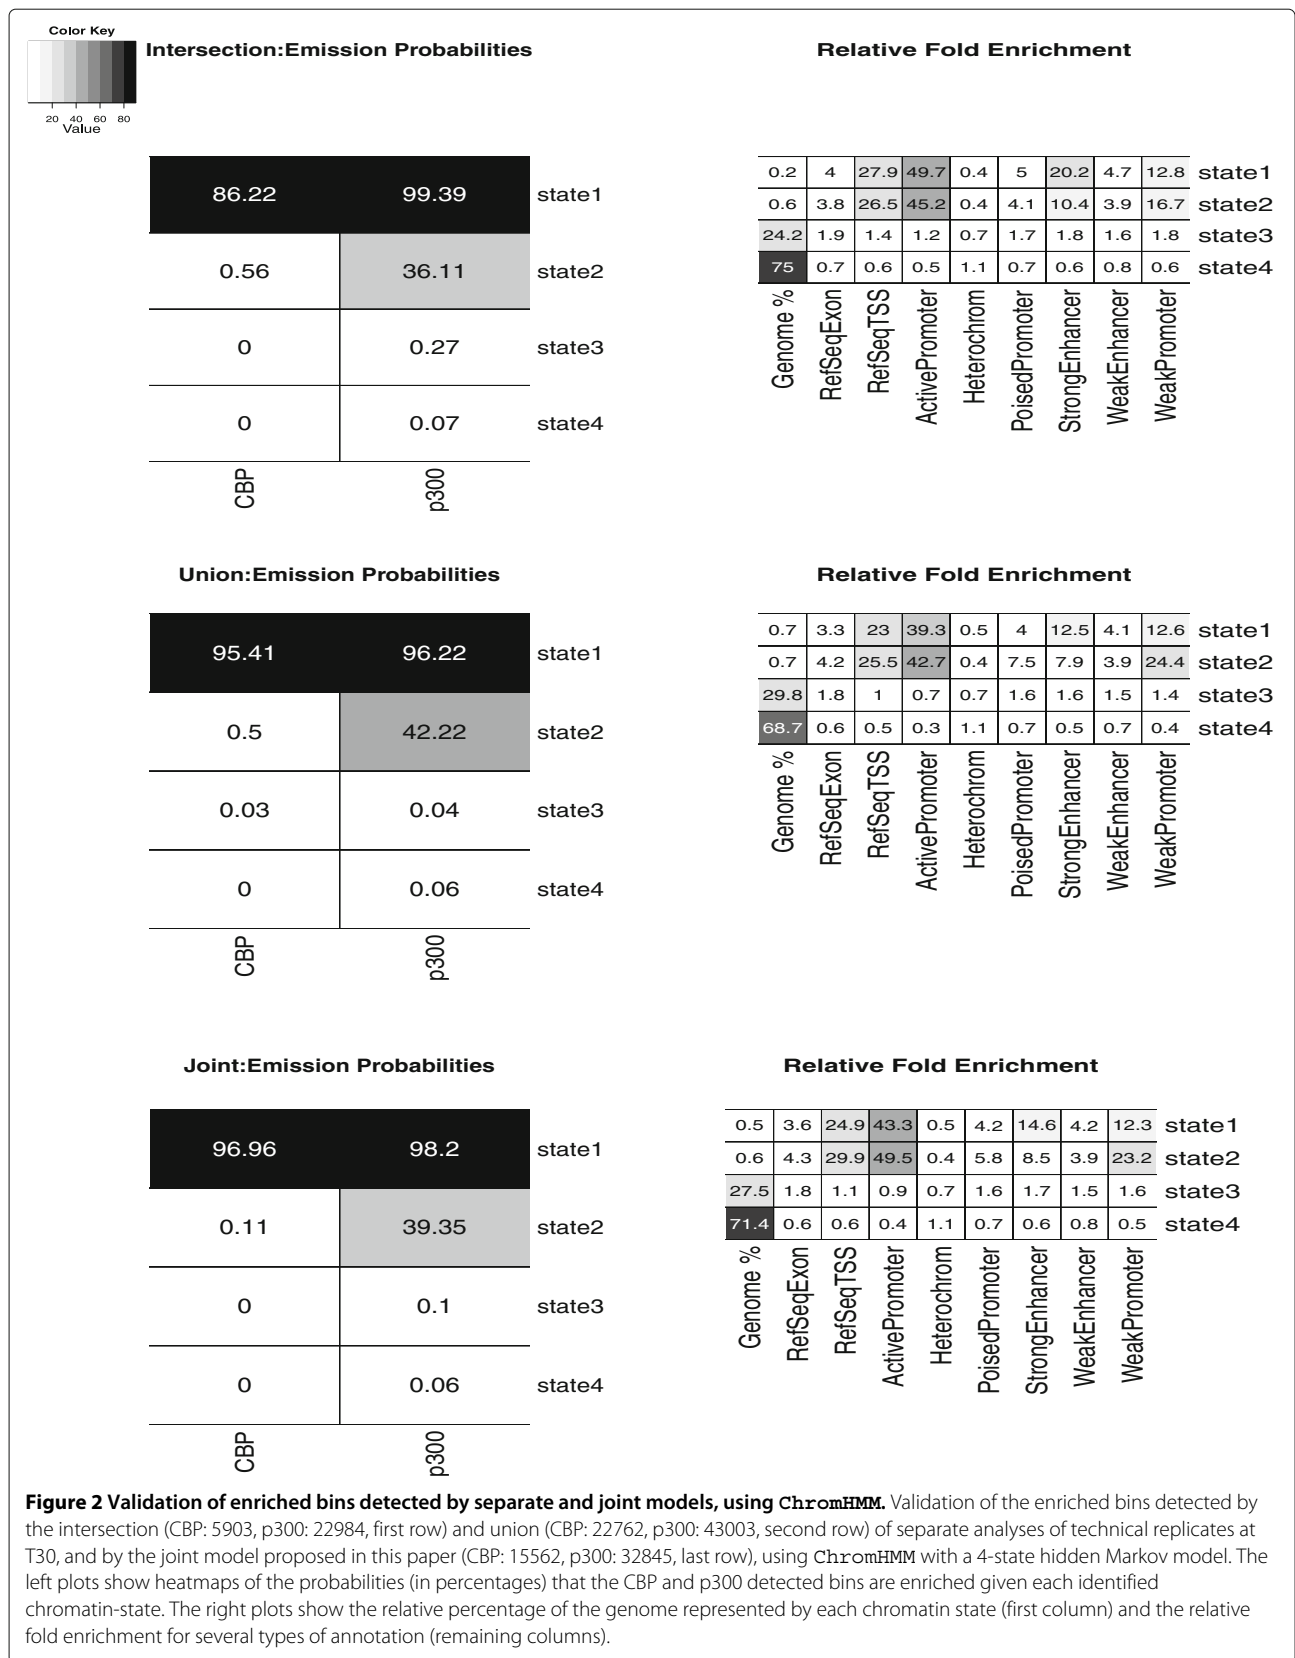 Color Key
20 40 60 80
Value
Intersection:Emission Probabilities
86.22 99.39 state1
0.56 36.11 state2
0 0.27 state3
0 0.07 state4
CBP p300
Relative Fold Enrichment
0.2 4 27.9 49.7 0.4 5 20.2 4.7 12.8 state1
0.6 3.8 26.5 45.2 0.4 4.1 10.4 3.9 16.7 state2
24.2 1.9 1.4 1.2 0.7 1.7 1.8 1.6 1.8 state3
75 0.7 0.6 0.5 1.1 0.7 0.6 0.8 0.6 state4
Genome % RefSeqExon RefSeqTSS ActivePromoter Heterochrom PoisedPromoter StrongEnhancer WeakEnhancer WeakPromoter
Union:Emission Probabilities
95.41 96.22 state1
0.5 42.22 state2
0.03 0.04 state3
0 0.06 state4
CBP p300
Relative Fold Enrichment
0.7 3.3 23 39.3 0.5 4 12.5 4.1 12.6 state1
0.7 4.2 25.5 42.7 0.4 7.5 7.9 3.9 24.4 state2
29.8 1.8 1 0.7 0.7 1.6 1.6 1.5 1.4 state3
68.7 0.6 0.5 0.3 1.1 0.7 0.5 0.7 0.4 state4
Genome % RefSeqExon RefSeqTSS ActivePromoter Heterochrom PoisedPromoter StrongEnhancer WeakEnhancer WeakPromoter
Joint:Emission Probabilities
96.96 98.2 state1
0.11 39.35 state2
0 0.1 state3
0 0.06 state4
CBP p300
Relative Fold Enrichment
0.5 3.6 24.9 43.3 0.5 4.2 14.6 4.2 12.3 state1
0.6 4.3 29.9 49.5 0.4 5.8 8.5 3.9 23.2 state2
27.5 1.8 1.1 0.9 0.7 1.6 1.7 1.5 1.6 state3
71.4 0.6 0.6 0.4 1.1 0.7 0.6 0.8 0.5 state4
Genome % RefSeqExon RefSeqTSS ActivePromoter Heterochrom PoisedPromoter StrongEnhancer WeakEnhancer WeakPromoter
Figure 2 Validation of enriched bins detected by separate and joint models, using ChromHMM. Validation of the enriched bins detected by
the intersection (CBP: 5903, p300: 22984, first row) and union (CBP: 22762, p300: 43003, second row) of separate analyses of technical replicates at
T30, and by the joint model proposed in this paper (CBP: 15562, p300: 32845, last row), using ChromHMM with a 4-state hidden Markov model. The
left plots show heatmaps of the probabilities (in percentages) that the CBP and p300 detected bins are enriched given each identified
chromatin-state. The right plots show the relative percentage of the genome represented by each chromatin state (first column) and the relative
fold enrichment for several types of annotation (remaining columns).